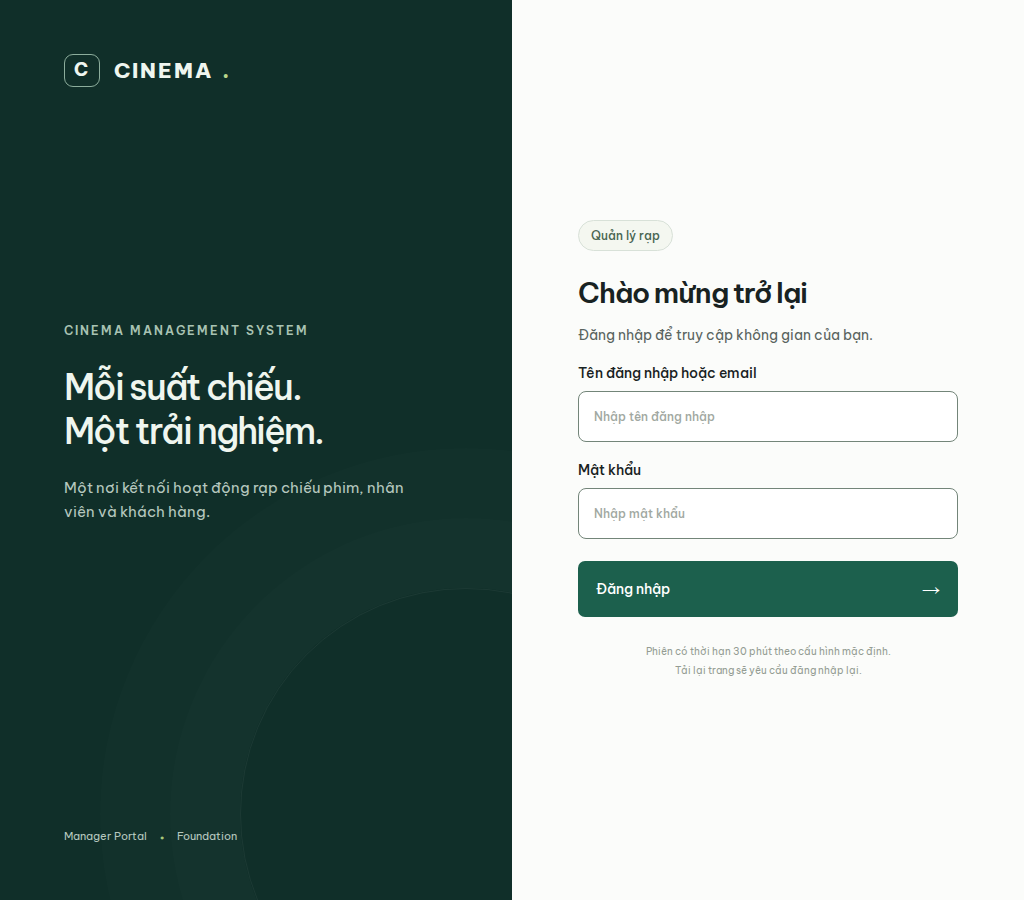 C CINEMA .
CINEMA MANAGEMENT SYSTEM
Mỗi suất chiếu.
Một trải nghiệm.
Một nơi kết nối hoạt động rạp chiếu phim, nhân
viên và khách hàng.
Manager Portal • Foundation
Quản lý rạp
Chào mừng trở lại
Đăng nhập để truy cập không gian của bạn.
Tên đăng nhập hoặc email
Nhập tên đăng nhập
Mật khẩu
Nhập mật khẩu
Đăng nhập →
Phiên có thời hạn 30 phút theo cấu hình mặc định.
Tải lại trang sẽ yêu cầu đăng nhập lại.